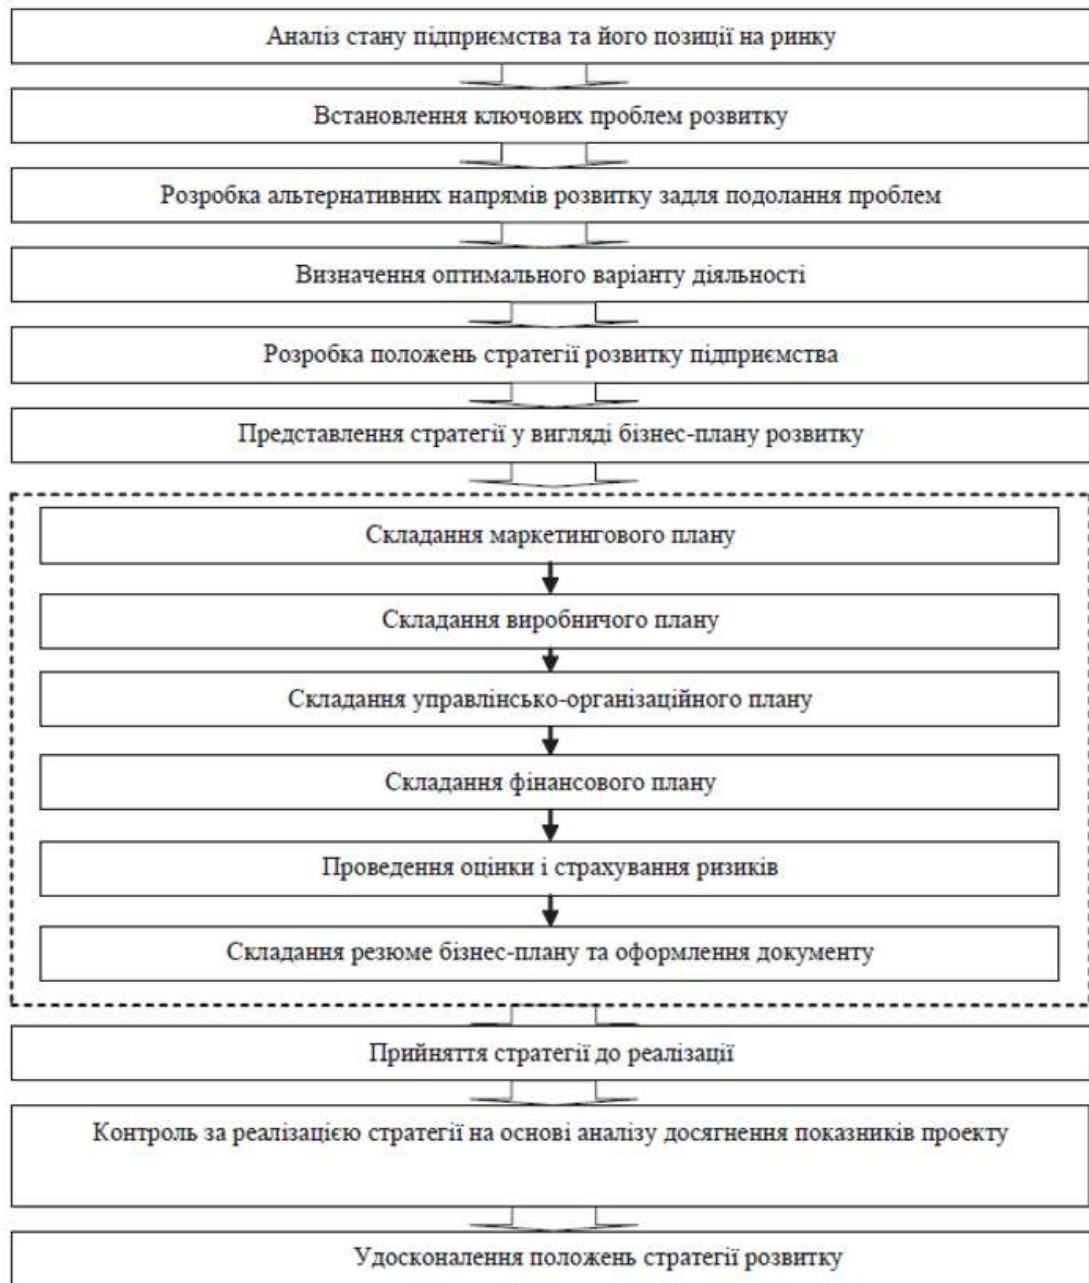 Аналіз стану підприємства та його позиції на ринку
Встановлення ключових проблем розвитку
Розробка альтернативних напрямів розвитку задля подолання проблем
Визначення оптимального варіанту діяльності
Розробка положень стратегії розвитку підприємства
Представлення стратегії у вигляді бізнес-плану розвитку
Складання маркетингового плану
Складання виробничого плану
Складання управлінсько-організаційного плану
Складання фінансового плану
Проведення оцінки і страхування ризиків
Складання резюме бізнес-плану та оформлення документу
Прийняття стратегії до реалізації
Контроль за реалізацією стратегії на основі аналізу досягнення показників проекту
Удосконалення положень стратегії розвитку